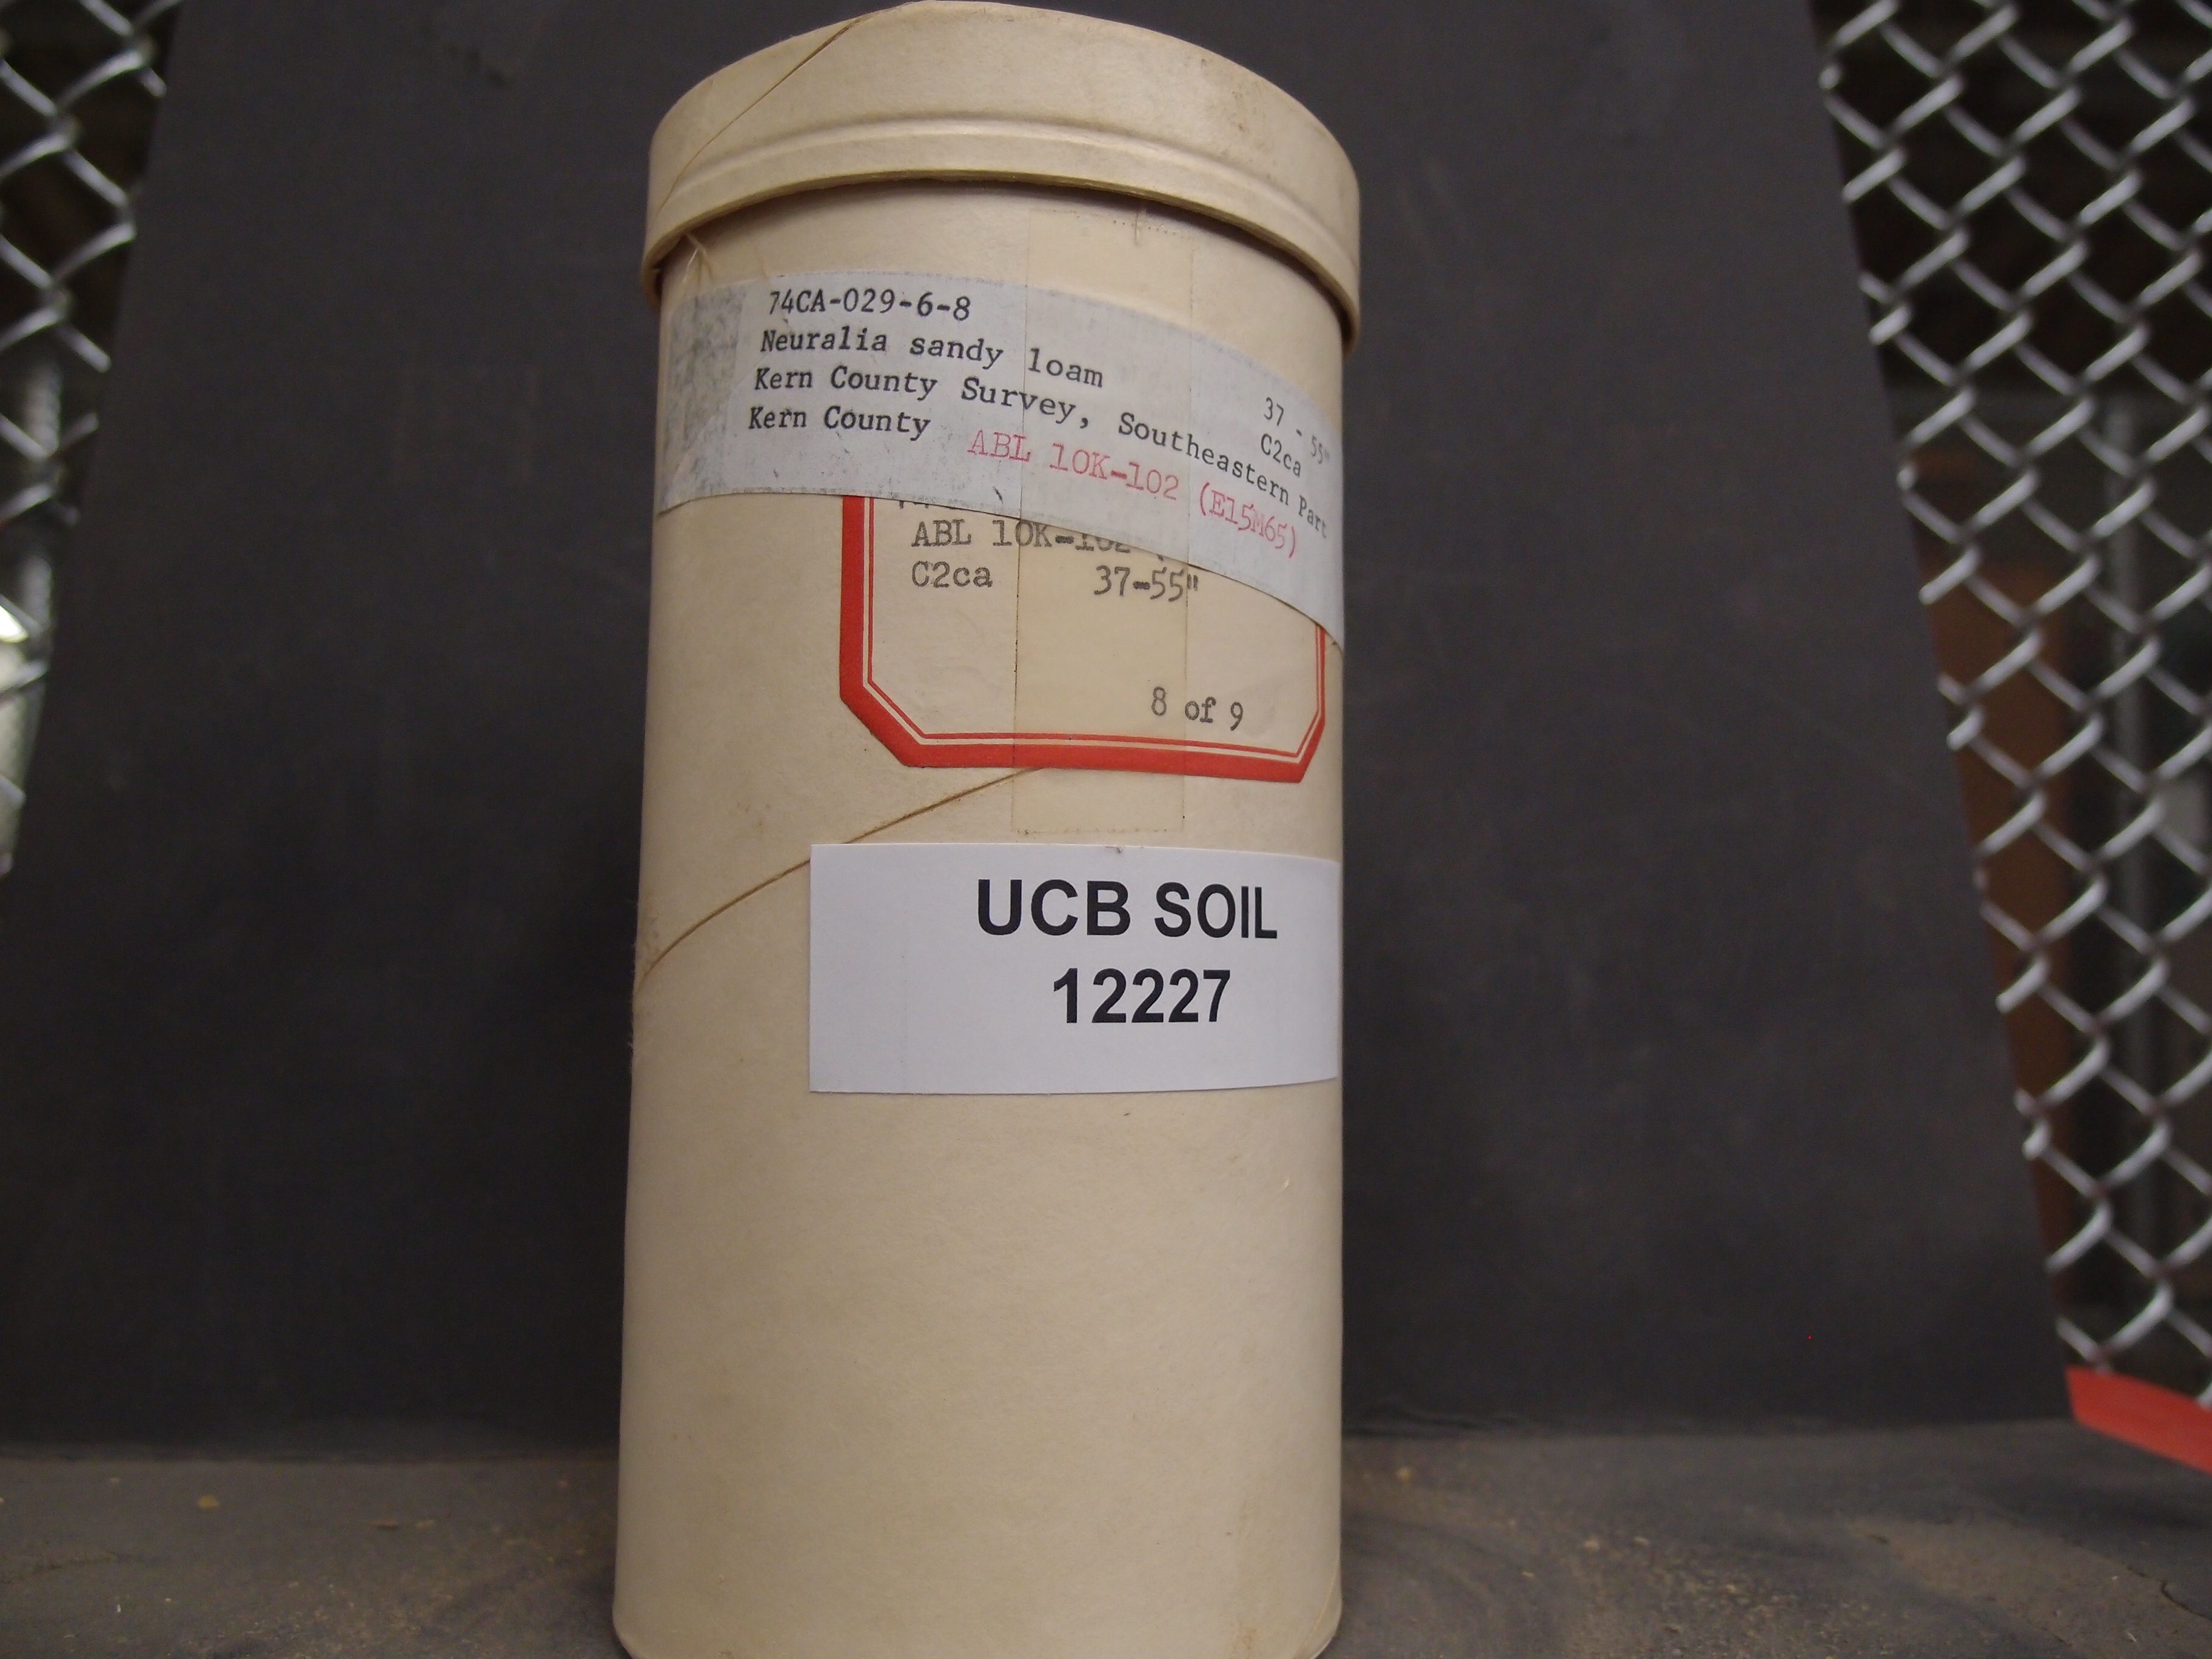 74CA-029-6-8
Neuralia sandy loam 37 - 55"
Kern County Survey, Southeastern Part C2ca
Kern County ABL 10K-102 (E15M65)
ABL 10K-102
C2ca 37-55"
8 of 9
UCB SOIL
12227